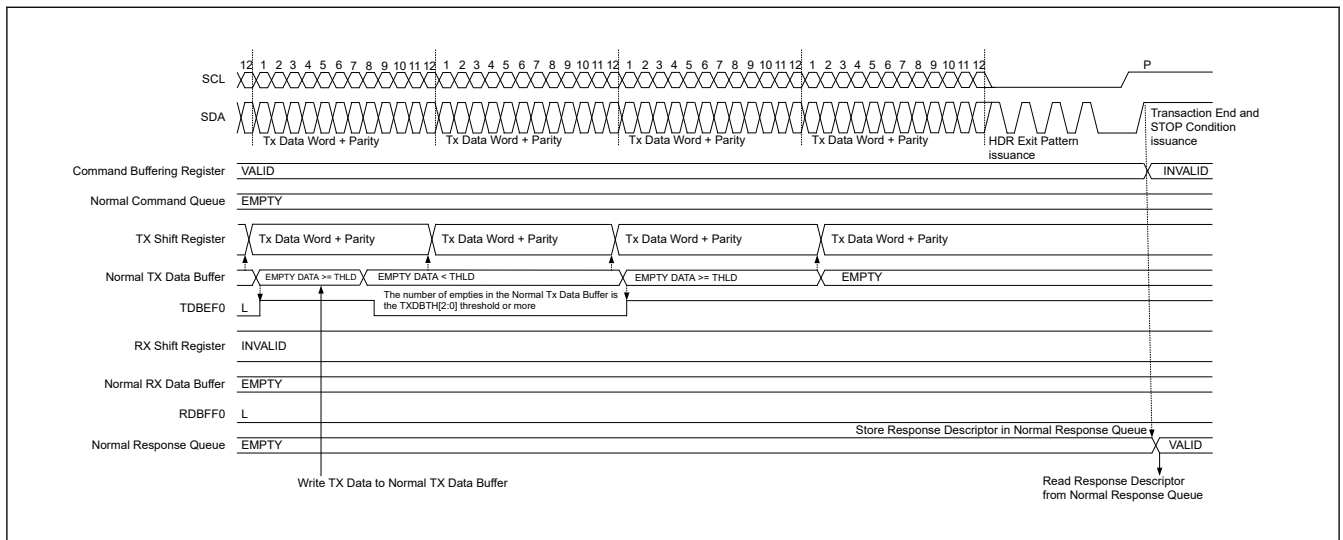 12 1 2 3 4 5 6 7 8 9 10 11 12 1 2 3 4 5 6 7 8 9 10 11 12 1 2 3 4 5 6 7 8 9 10 11 12 1 2 3 4 5 6 7 8 9 10 11 12 P
SCL
SDA
Tx Data Word + Parity Tx Data Word + Parity Tx Data Word + Parity Tx Data Word + Parity
HDR Exit Pattern
issuance
Transaction End and
STOP Condition
issuance
Command Buffering Register VALID INVALID
Normal Command Queue EMPTY
TX Shift Register Tx Data Word + Parity Tx Data Word + Parity Tx Data Word + Parity Tx Data Word + Parity
Normal TX Data Buffer EMPTY DATA >= THLD EMPTY DATA < THLD EMPTY DATA >= THLD EMPTY
The number of empties in the Normal Tx Data Buffer is
the TXDBTH[2:0] threshold or more
TDBEF0 L
RX Shift Register INVALID
Normal RX Data Buffer EMPTY
RDBFF0 L
Store Response Descriptor in Normal Response Queue
Normal Response Queue EMPTY VALID
Write TX Data to Normal TX Data Buffer
Read Response Descriptor
from Normal Response Queue